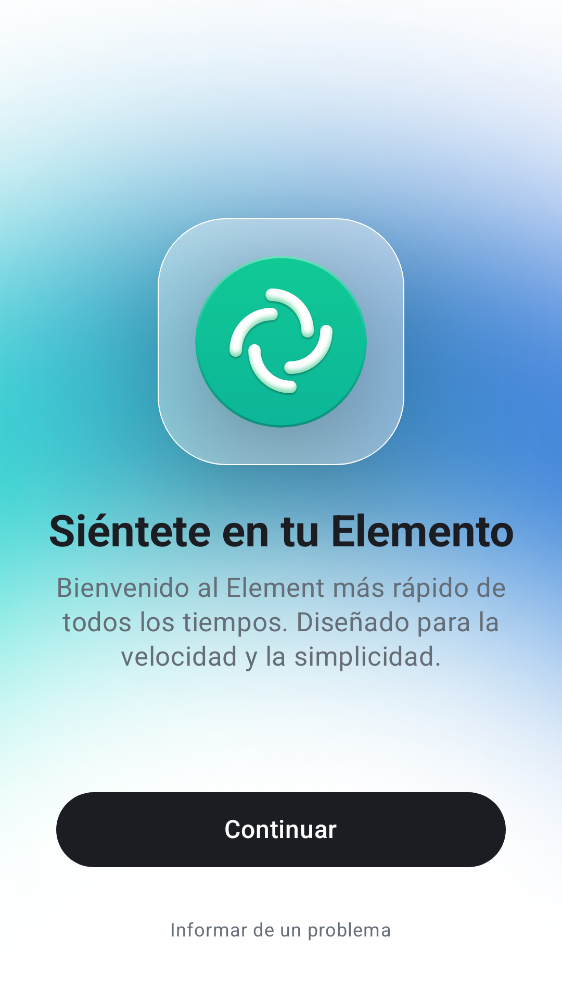 Siéntete en tu Elemento
Bienvenido al Element más rápido de
todos los tiempos. Diseñado para la
velocidad y la simplicidad.
Continuar
Informar de un problema